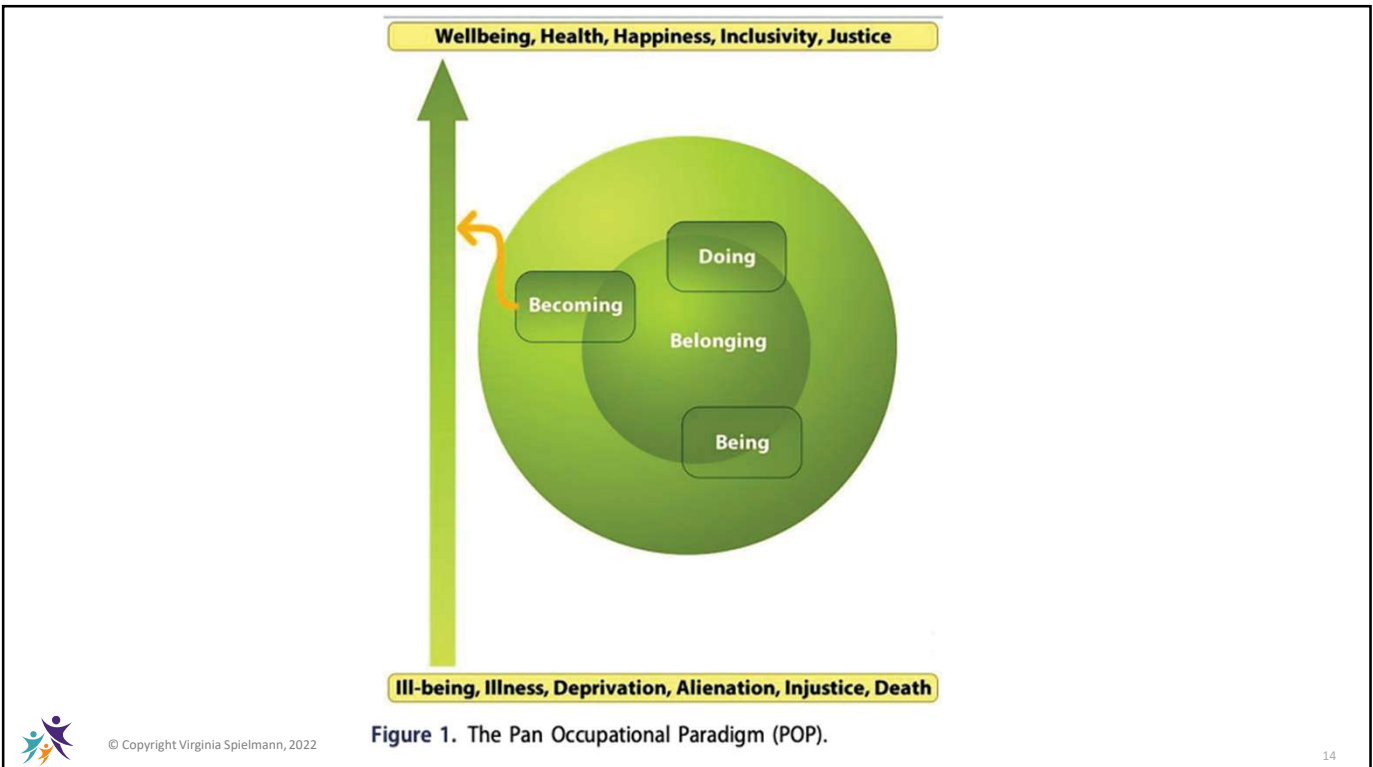 Wellbeing, Health, Happiness, Inclusivity, Justice
Doing
Becoming
Belonging
Being
Ill-being, Illness, Deprivation, Alienation, Injustice, Death
Figure 1. The Pan Occupational Paradigm (POP).
© Copyright Virginia Spielmann, 2022
14